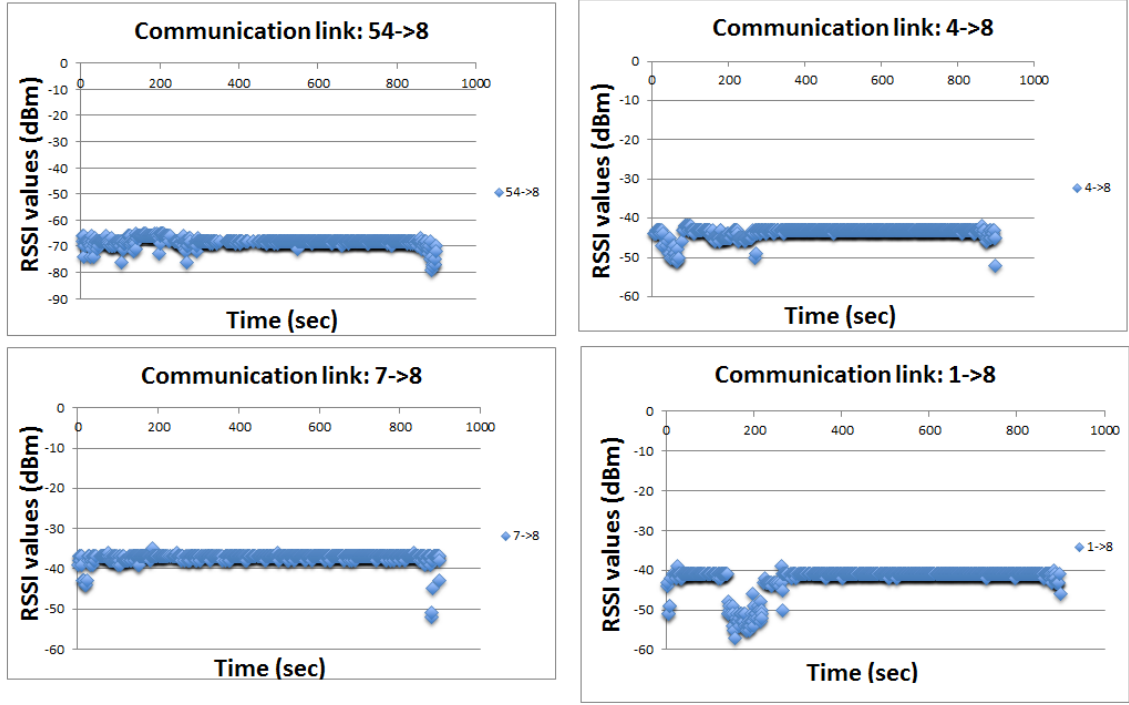 Communication link: 54->8
0
0 200 400 600 800 1000
-10
-20
-30
-40
-50
-60
-70
-80
-90
RSSI values (dBm)
Time (sec)
54->8
Communication link: 4->8
0
0 200 400 600 800 1000
-10
-20
-30
-40
-50
-60
RSSI values (dBm)
Time (sec)
4->8
Communication link: 7->8
0
0 200 400 600 800 1000
-10
-20
-30
-40
-50
-60
RSSI values (dBm)
Time (sec)
7->8
Communication link: 1->8
0
0 200 400 600 800 1000
-10
-20
-30
-40
-50
-60
RSSI values (dBm)
Time (sec)
1->8